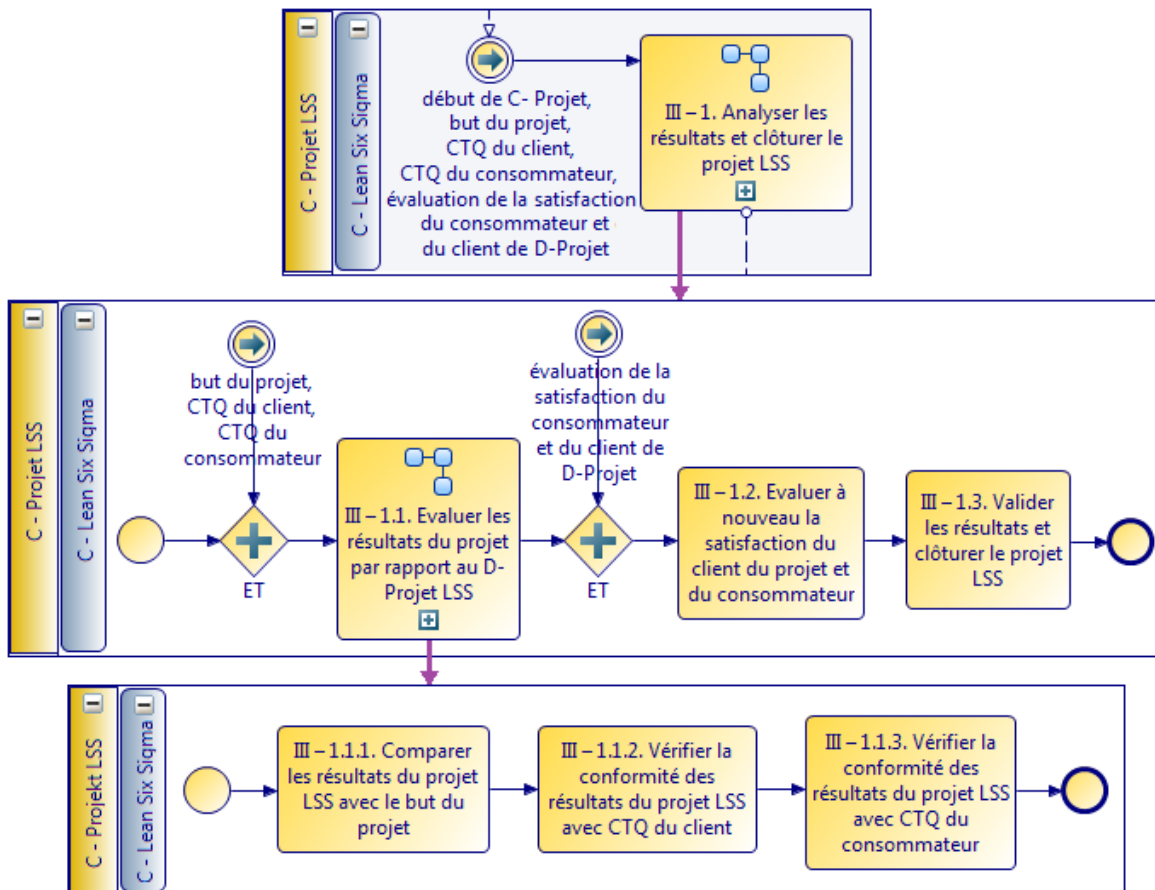 C - Projet LSS
C - Lean Six Sigma
début de C- Projet,
but du projet,
CTQ du client,
CTQ du consommateur,
évaluation de la satisfaction
du consommateur et
du client de D-Projet
III – 1. Analyser les
résultats et clôturer le
projet LSS
C - Projet LSS
C - Lean Six Sigma
but du projet,
CTQ du client,
CTQ du
consommateur
ET
III – 1.1. Evaluer les
résultats du projet
par rapport au D-
Projet LSS
évaluation de la
satisfaction du
consommateur
et du client de
D-Projet
ET
III – 1.2. Evaluer à
nouveau la
satisfaction du
client du projet et
du consommateur
III – 1.3. Valider
les résultats et
clôturer le projet
LSS
C - Projekt LSS
C - Lean Six Sigma
III – 1.1.1. Comparer
les résultats du projet
LSS avec le but du
projet
III – 1.1.2. Vérifier la
conformité des
résultats du projet LSS
avec CTQ du client
III – 1.1.3. Vérifier la
conformité des
résultats du projet LSS
avec CTQ du
consommateur